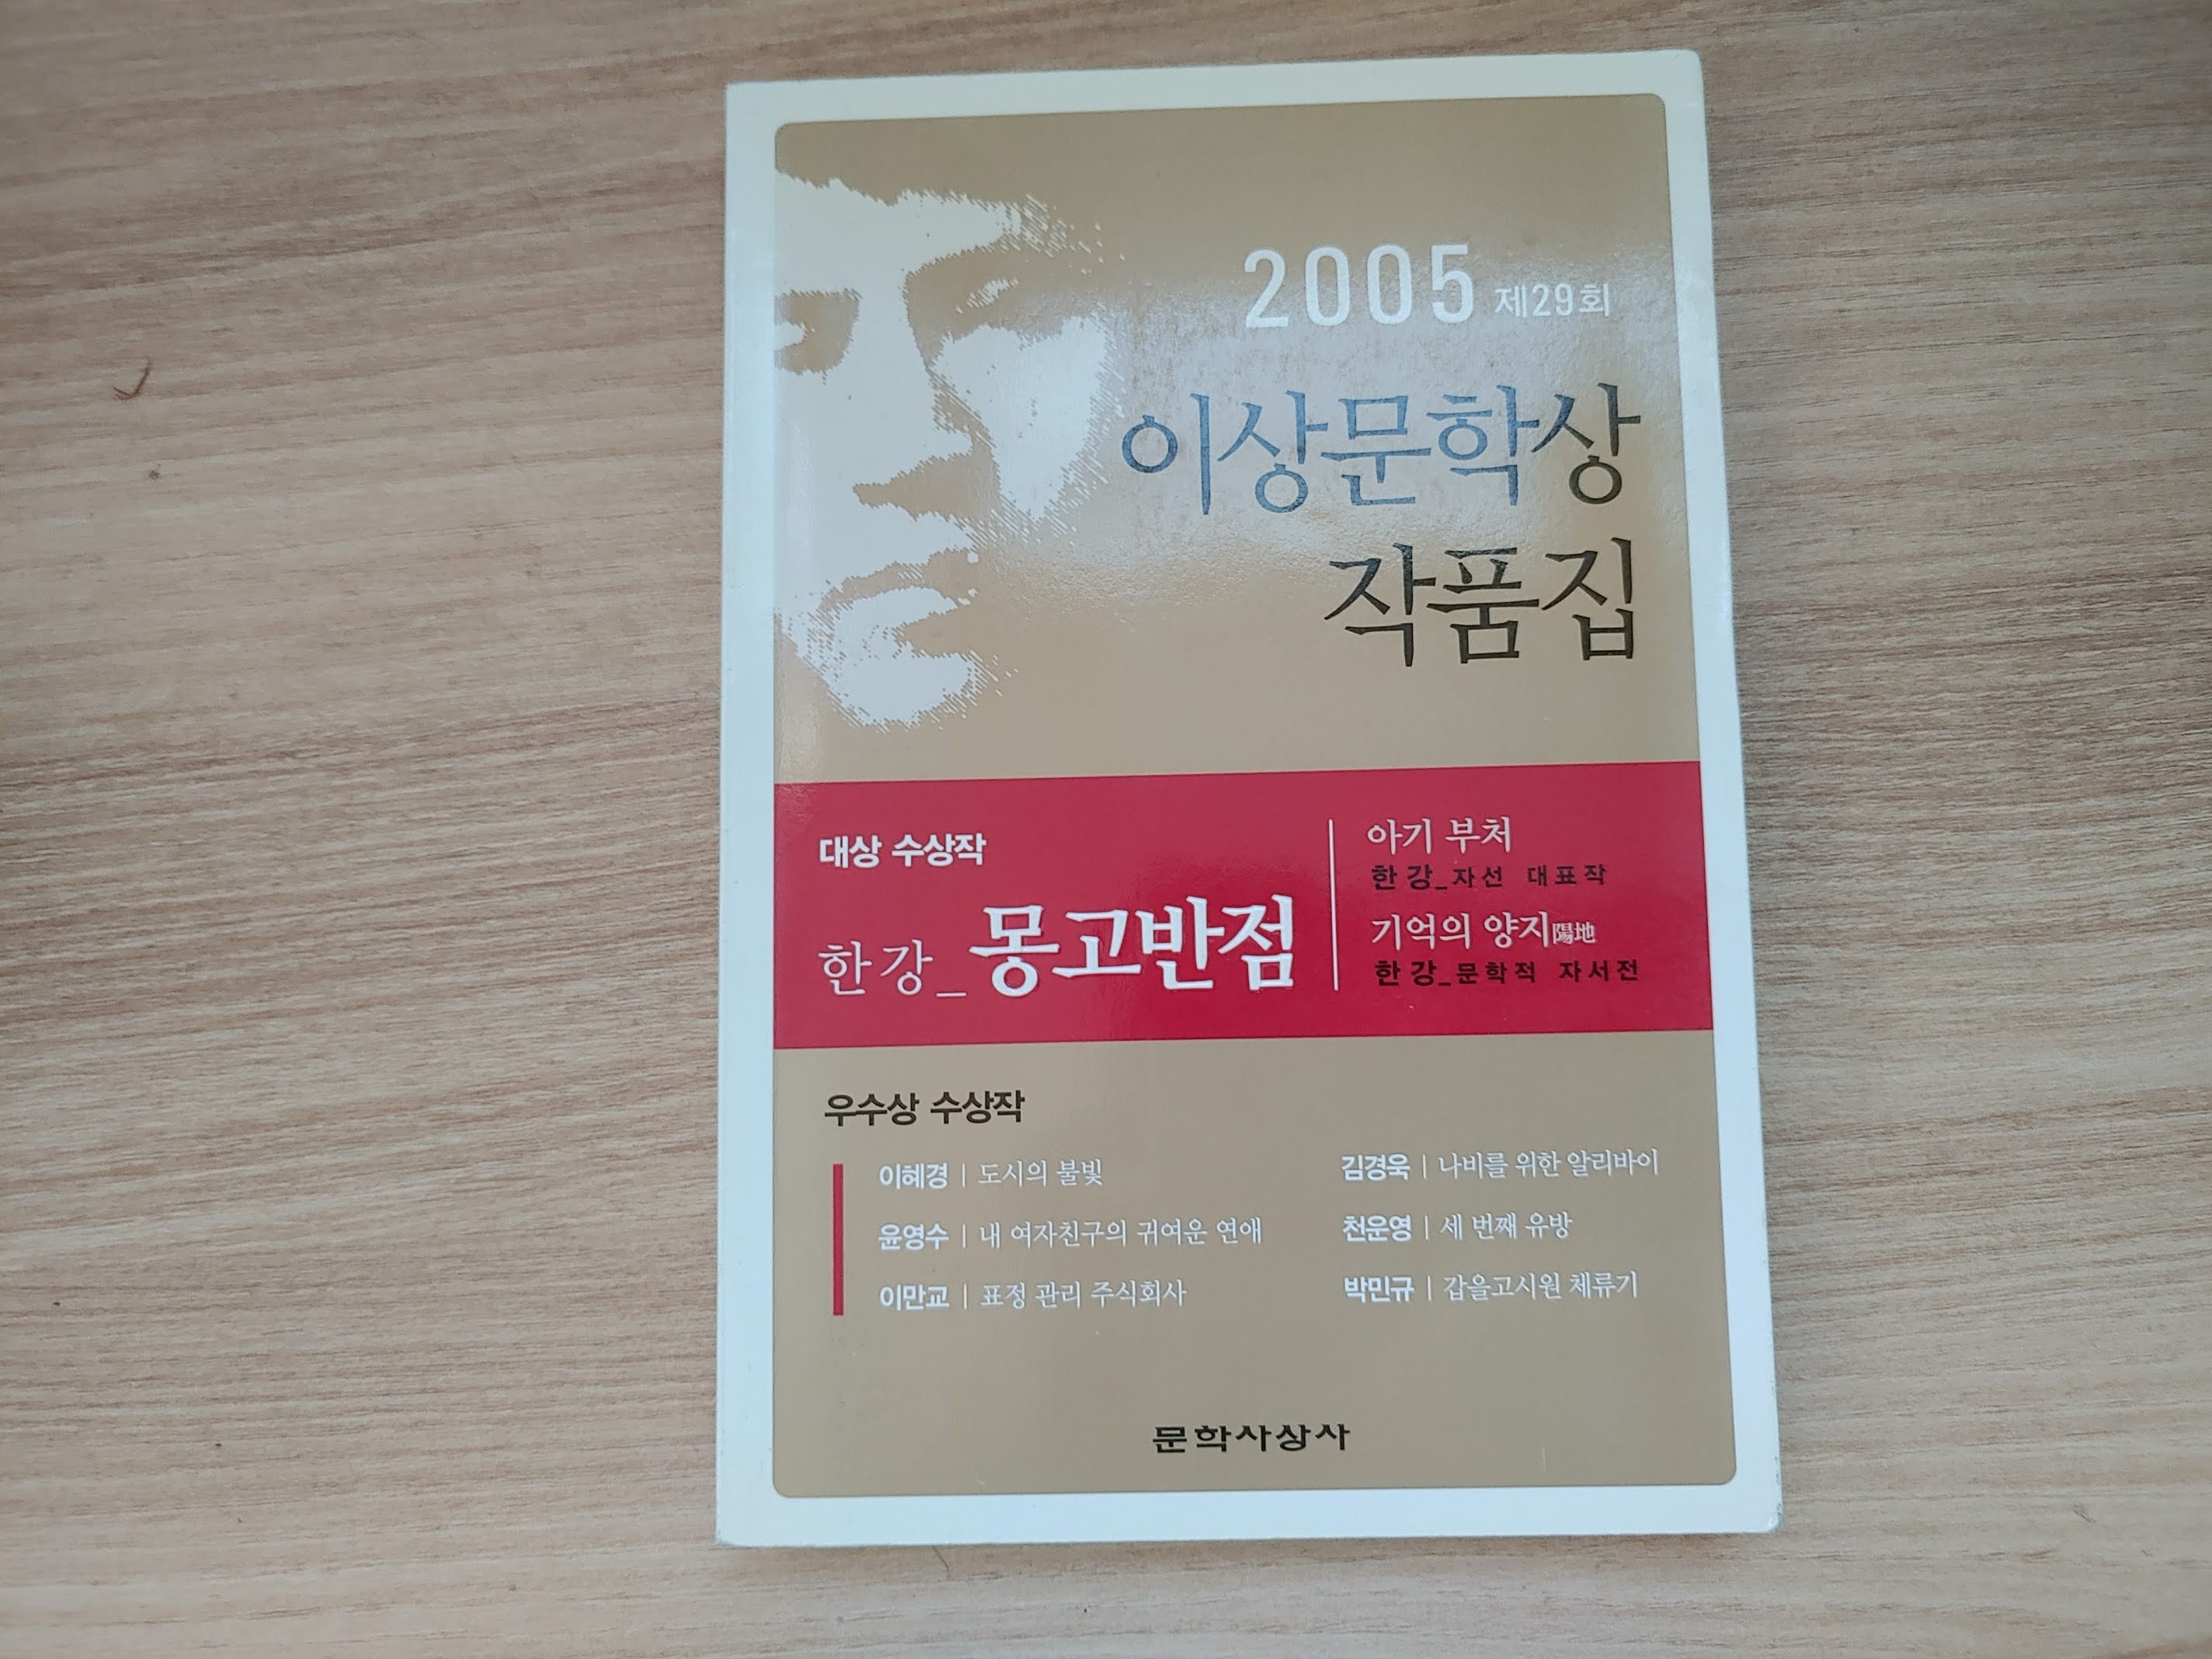 2005 제29회
이상문학상
작품집
대상 수상작
한강_몽고반점
아기 부처
한강_자선 대표작
기억의 양지陽地
한강_문학적 자서전
우수상 수상작
이혜경 | 도시의 불빛
윤영수 | 내 여자친구의 귀여운 연애
이만교 | 표정 관리 주식회사
김경욱 | 나비를 위한 알리바이
천운영 | 세 번째 유방
박민규 | 갑을고시원 체류기
문학사상사